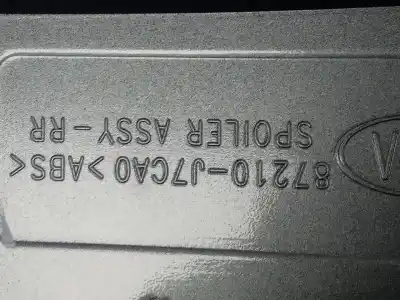 87210-J7CA0 >ABS<
SPOILER ASSY-RR